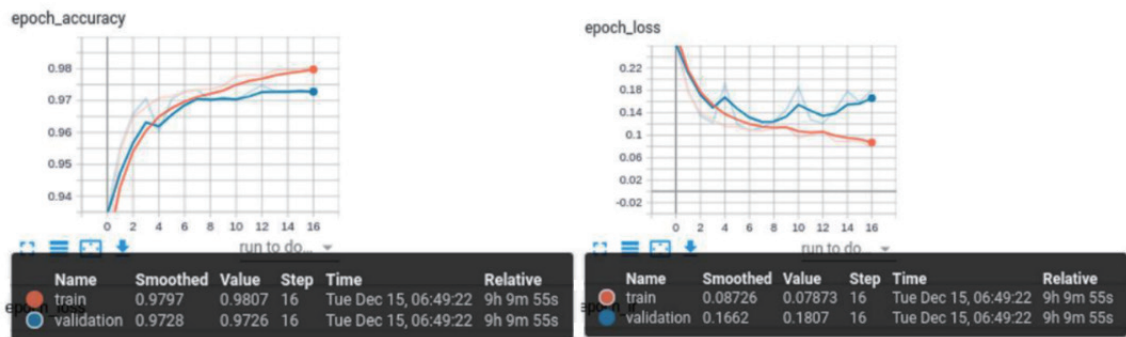 epoch_accuracy
0.98
0.97
0.96
0.95
0.94
0 2 4 6 8 10 12 14 16
run to do...
Name Smoothed Value Step Time Relative
train 0.9797 0.9807 16 Tue Dec 15, 06:49:22 9h 9m 55s
validation 0.9728 0.9726 16 Tue Dec 15, 06:49:22 9h 9m 55s
epoch_loss
epoch_loss
0.22
0.18
0.14
0.1
0.06
0.02
-0.02
0 2 4 6 8 10 12 14 16
run to do...
Name Smoothed Value Step Time Relative
train 0.08726 0.07873 16 Tue Dec 15, 06:49:22 9h 9m 55s
validation 0.1662 0.1807 16 Tue Dec 15, 06:49:22 9h 9m 55s